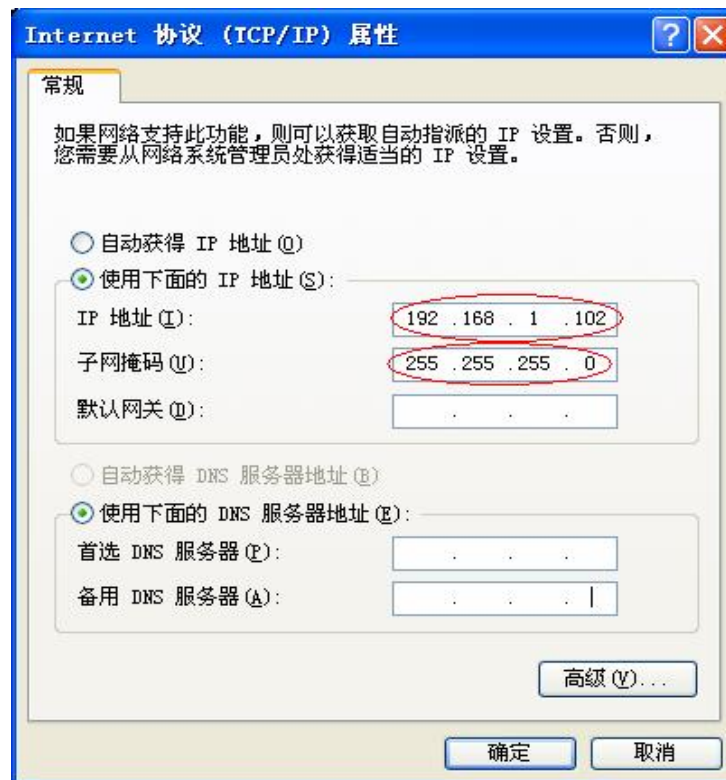 Internet 协议 (TCP/IP) 属性
常规
如果网络支持此功能,则可以获取自动指派的 IP 设置。否则,
您需要从网络系统管理员处获得适当的 IP 设置。
自动获得 IP 地址(O)
使用下面的 IP 地址(S):
IP 地址(I): 192 .168 . 1 .102
子网掩码(U): 255 .255 .255 . 0
默认网关(D): . . .
自动获得 DNS 服务器地址(B)
使用下面的 DNS 服务器地址(E):
首选 DNS 服务器(P): . . .
备用 DNS 服务器(A): . . .
高级(V)...
确定 取消